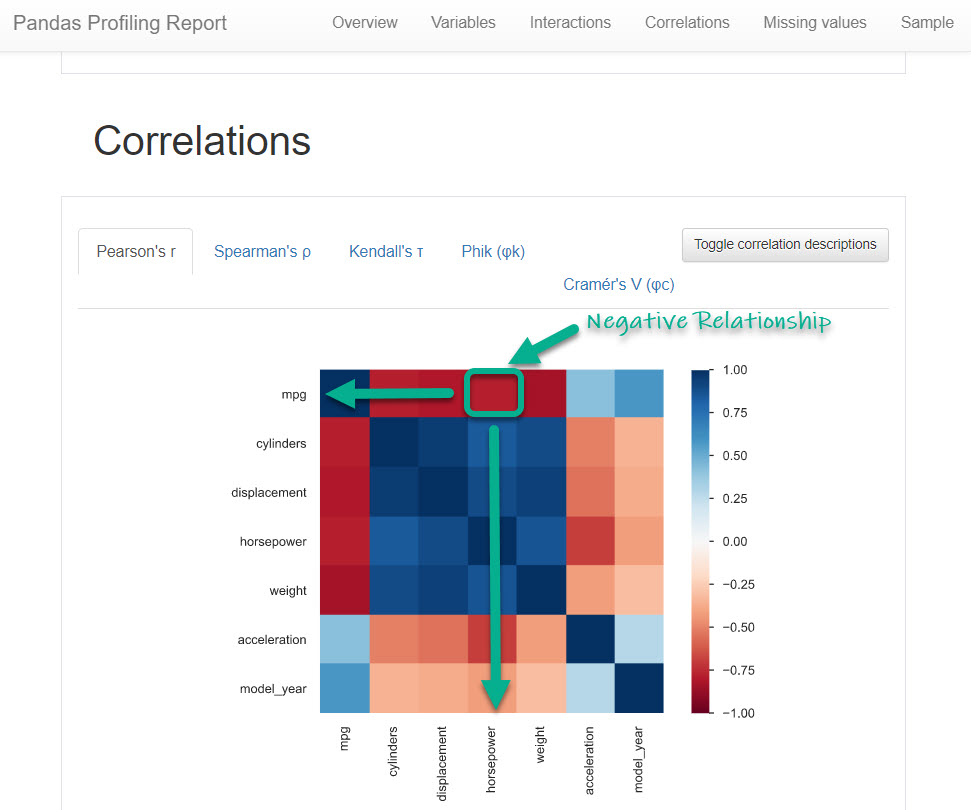 Pandas Profiling Report Overview Variables Interactions Correlations Missing values Sample
Correlations
Pearson's r Spearman's ρ Kendall's τ Phik (φk) Toggle correlation descriptions
Cramér's V (φc)
Negative Relationship
mpg
cylinders
displacement
horsepower
weight
acceleration
model_year
1.00
0.75
0.50
0.25
0.00
−0.25
−0.50
−0.75
−1.00
mpg
cylinders
displacement
horsepower
weight
acceleration
model_year